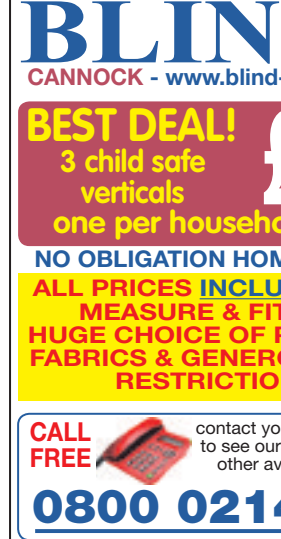 BLIN
CANNOCK - www.blind-
BEST DEAL!
£
3 child safe
verticals
one per househo
NO OBLIGATION HOM
ALL PRICES INCLU
MEASURE & FIT
HUGE CHOICE OF
FABRICS & GENERO
RESTRICTIO
CALL
FREE
contact yo
to see our
other av
0800 0214